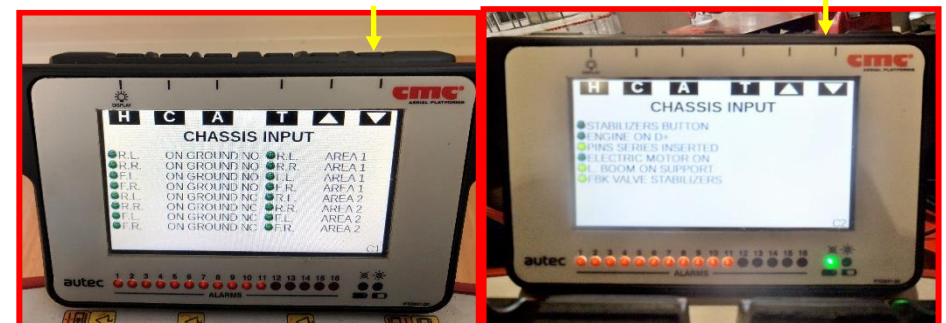 DISPLAY
cmc
AERIAL PLATFORMS
H C A T
CHASSIS INPUT
R.L. ON GROUND NO R.L. AREA 1
R.R. ON GROUND NO R.R. AREA 1
F.L. ON GROUND NO F.L. AREA 1
F.R. ON GROUND NO F.R. AREA 1
R.L. ON GROUND NC R.L. AREA 2
R.R. ON GROUND NC R.R. AREA 2
F.L. ON GROUND NC F.L. AREA 2
F.R. ON GROUND NC F.R. AREA 2
C1
autec
1 2 3 4 5 6 7 8 9 10 11 12 13 14 15 16
ALARMS
cmc
AERIAL PLATFORMS
H C A T
CHASSIS INPUT
STABILIZERS BUTTON
ENGINE ON D+
PINS SERIES INSERTED
ELECTRIC MOTOR ON
L. BOOM ON SUPPORT
FBK VALVE STABILIZERS
C2
autec
1 2 3 4 5 6 7 8 9 10 11 12 13 14 15 16
ALARMS